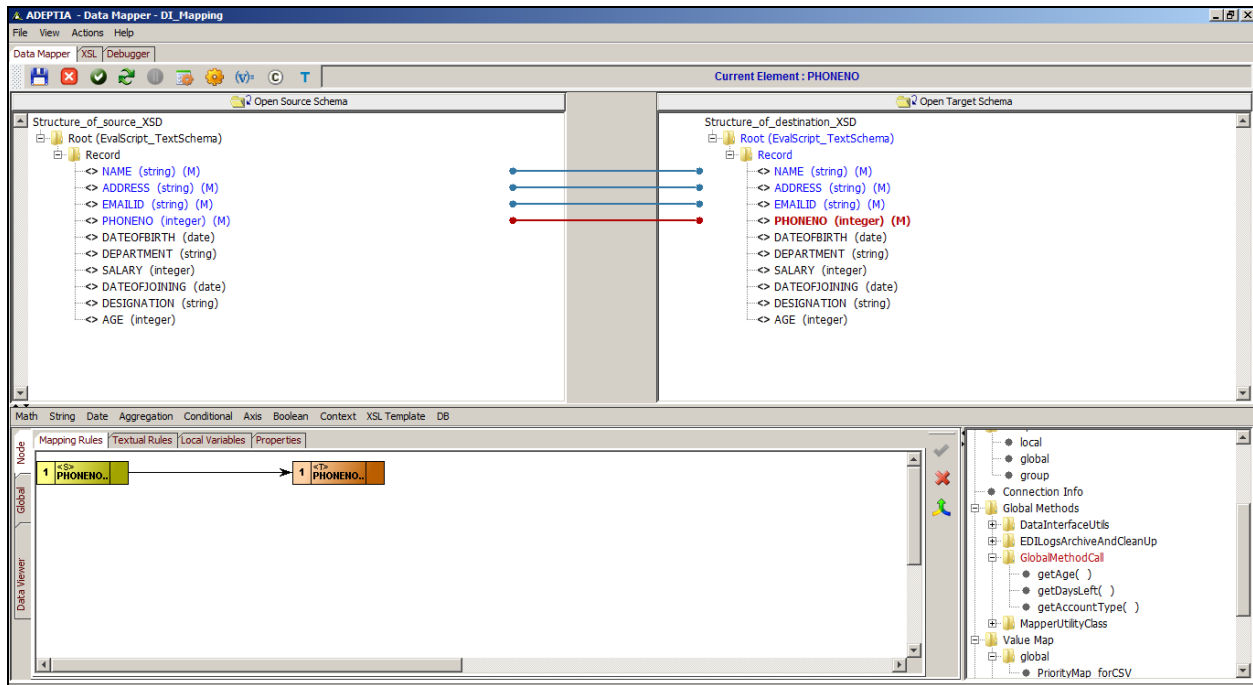 ADEPTIA - Data Mapper - DI_Mapping
File View Actions Help
Data Mapper XSL Debugger
(v)= © T Current Element : PHONENO
Open Source Schema Open Target Schema
Structure_of_source_XSD
Root (EvalScript_TextSchema)
Record
<> NAME (string) (M)
<> ADDRESS (string) (M)
<> EMAILID (string) (M)
<> PHONENO (integer) (M)
<> DATEOFBIRTH (date)
<> DEPARTMENT (string)
<> SALARY (integer)
<> DATEOFJOINING (date)
<> DESIGNATION (string)
<> AGE (integer)
Structure_of_destination_XSD
Root (EvalScript_TextSchema)
Record
<> NAME (string) (M)
<> ADDRESS (string) (M)
<> EMAILID (string) (M)
<> PHONENO (integer) (M)
<> DATEOFBIRTH (date)
<> DEPARTMENT (string)
<> SALARY (integer)
<> DATEOFJOINING (date)
<> DESIGNATION (string)
<> AGE (integer)
Math String Date Aggregation Conditional Axis Boolean Context XSL Template DB
Node
Global
Data Viewer
Mapping Rules Textual Rules Local Variables Properties
1 <S> PHONENO..
1 <T> PHONENO..
local
global
group
Connection Info
Global Methods
DataInterfaceUtils
EDILogsArchiveAndCleanUp
GlobalMethodCall
getAge( )
getDaysLeft( )
getAccountType( )
MapperUtilityClass
Value Map
global
PriorityMap_forCSV